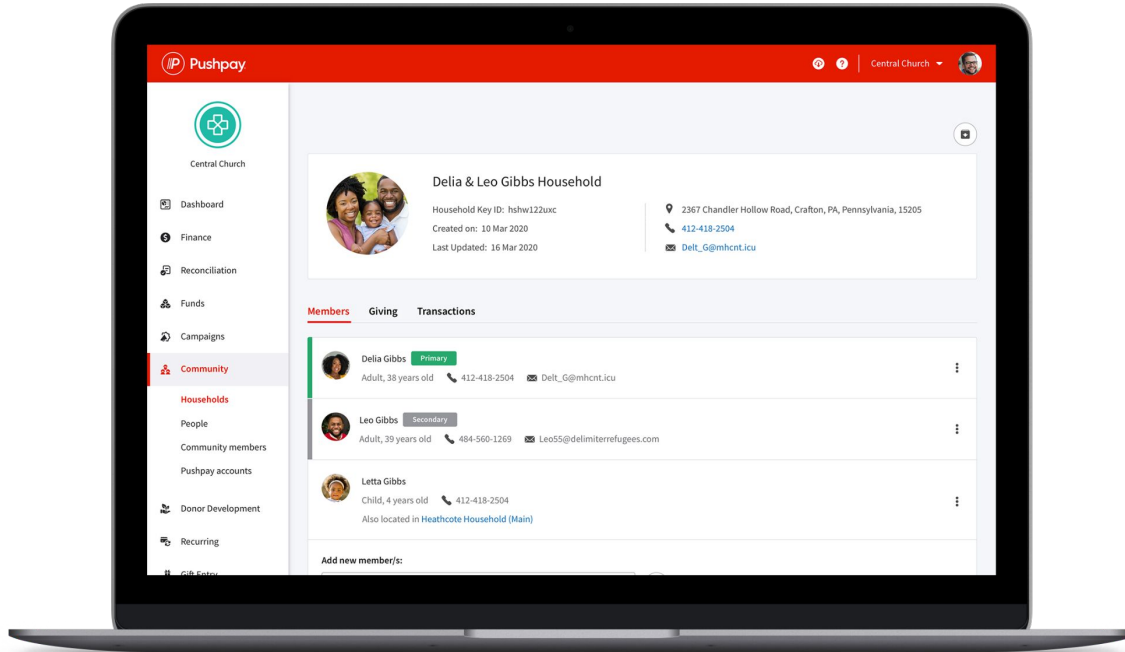 Pushpay
Central Church
Central Church
Dashboard
Finance
Reconciliation
Funds
Campaigns
Community
Households
People
Community members
Pushpay accounts
Donor Development
Recurring
Gift Entry
Delia & Leo Gibbs Household
Household Key ID: hshw122uxc
Created on: 10 Mar 2020
Last Updated: 16 Mar 2020
2367 Chandler Hollow Road, Crafton, PA, Pennsylvania, 15205
412-418-2504
Delt_G@mhcnt.icu
Members Giving Transactions
Delia Gibbs Primary
Adult, 38 years old 412-418-2504 Delt_G@mhcnt.icu
Leo Gibbs Secondary
Adult, 39 years old 484-560-1269 Leo55@delimiterrefugees.com
Letta Gibbs
Child, 4 years old 412-418-2504
Also located in Heathcote Household (Main)
Add new member/s: